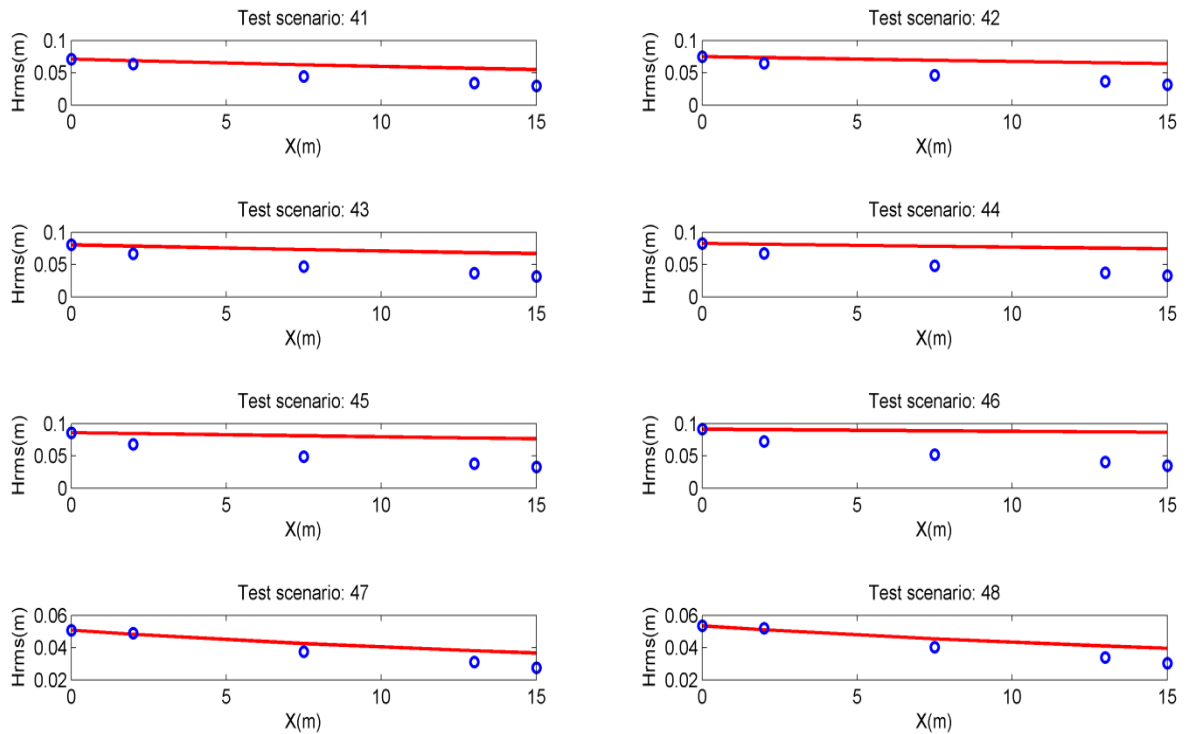 Test scenario: 41
0.1
0.05
0
Hrms(m)
0 5 10 15
X(m)
Test scenario: 42
0.1
0.05
0
Hrms(m)
0 5 10 15
X(m)
Test scenario: 43
0.1
0.05
0
Hrms(m)
0 5 10 15
X(m)
Test scenario: 44
0.1
0.05
0
Hrms(m)
0 5 10 15
X(m)
Test scenario: 45
0.1
0.05
0
Hrms(m)
0 5 10 15
X(m)
Test scenario: 46
0.1
0.05
0
Hrms(m)
0 5 10 15
X(m)
Test scenario: 47
0.06
0.04
0.02
Hrms(m)
0 5 10 15
X(m)
Test scenario: 48
0.06
0.04
0.02
Hrms(m)
0 5 10 15
X(m)